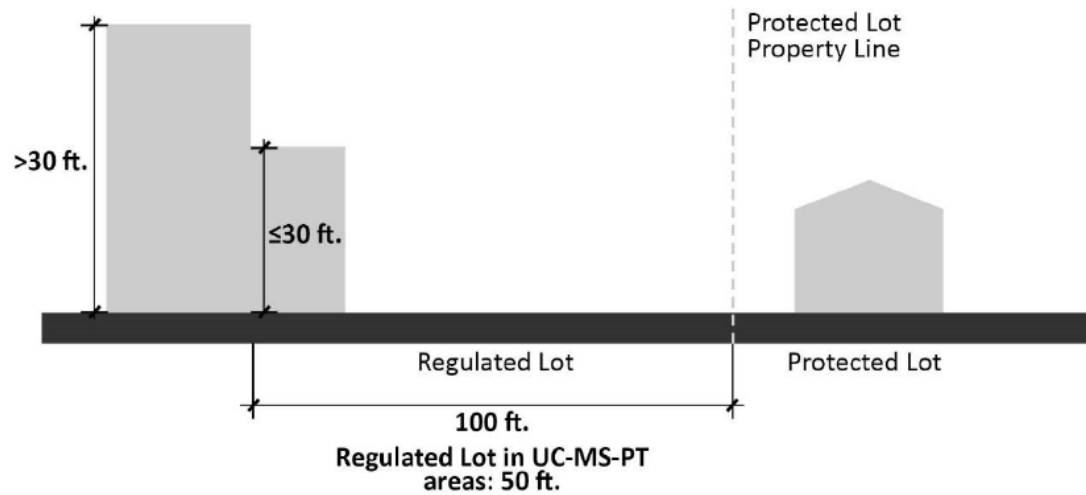 Protected Lot
Property Line
>30 ft.
≤30 ft.
Regulated Lot
Protected Lot
100 ft.
Regulated Lot in UC-MS-PT
areas: 50 ft.